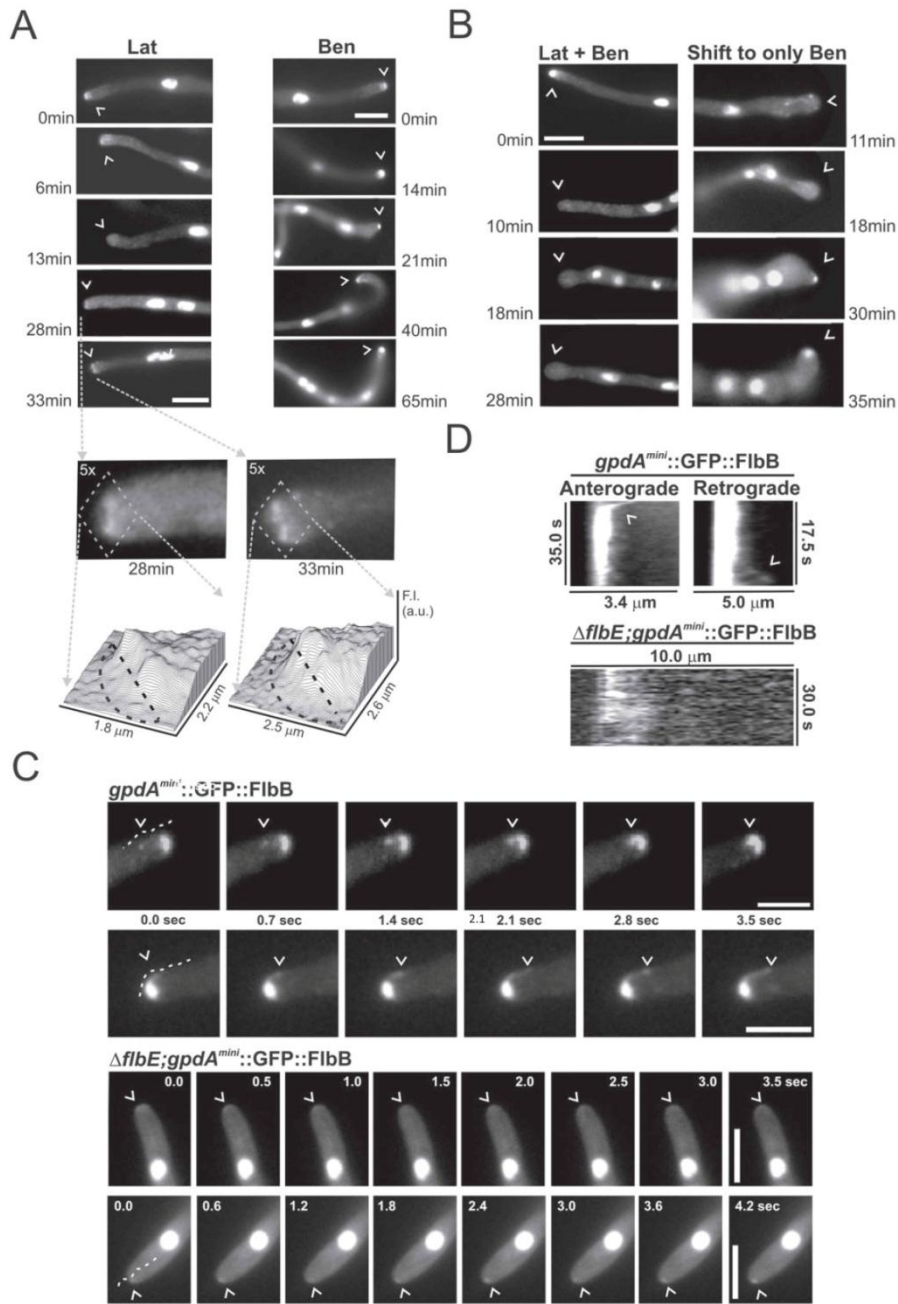 A
Lat
Ben
0min
6min
13min
28min
33min
0min
14min
21min
40min
65min
5x
28min
5x
33min
F.I.
(a.u.)
1.8 µm
2.2 µm
2.5 µm
2.6 µm
B
Lat + Ben
Shift to only Ben
0min
10min
18min
28min
11min
18min
30min
35min
D
gpdAmini::GFP::FlbB
Anterograde
Retrograde
35.0 s
17.5 s
3.4 µm
5.0 µm
ΔflbE;gpdAmini::GFP::FlbB
10.0 µm
30.0 s
C
::GFP::FlbB
0.0 sec
0.7 sec
1.4 sec
2.1
2.1 sec
2.8 sec
3.5 sec
ΔflbE;gpdAmini::GFP::FlbB
0.0
0.5
1.0
1.5
2.0
2.5
3.0
3.5 sec
0.0
0.6
1.2
1.8
2.4
3.0
3.6
4.2 sec